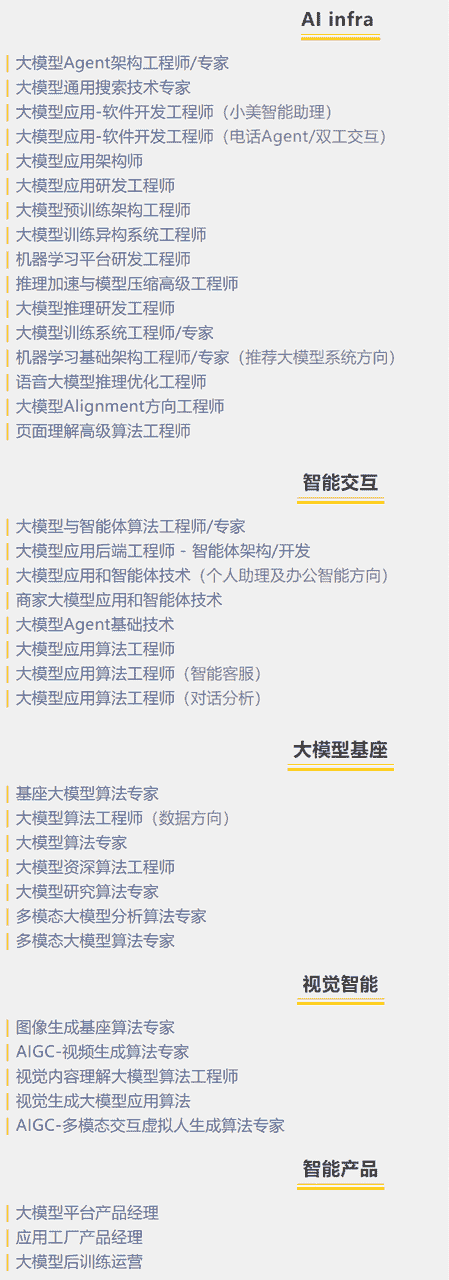 AI infra
大模型Agent架构工程师/专家
大模型通用搜索技术专家
大模型应用-软件开发工程师（小美智能助理）
大模型应用-软件开发工程师（电话Agent/双工交互）
大模型应用架构师
大模型应用研发工程师
大模型预训练架构工程师
大模型训练异构系统工程师
机器学习平台研发工程师
推理加速与模型压缩高级工程师
大模型推理研发工程师
大模型训练系统工程师/专家
机器学习基础架构工程师/专家（推荐大模型系统方向）
语音大模型推理优化工程师
大模型Alignment方向工程师
页面理解高级算法工程师
智能交互
大模型与智能体算法工程师/专家
大模型应用后端工程师 - 智能体架构/开发
大模型应用和智能体技术（个人助理及办公智能方向）
商家大模型应用和智能体技术
大模型Agent基础技术
大模型应用算法工程师
大模型应用算法工程师（智能客服）
大模型应用算法工程师（对话分析）
大模型基座
基座大模型算法专家
大模型算法工程师（数据方向）
大模型算法专家
大模型资深算法工程师
大模型研究算法专家
多模态大模型分析算法专家
多模态大模型算法专家
视觉智能
图像生成基座算法专家
AIGC-视频生成算法专家
视觉内容理解大模型算法工程师
视觉生成大模型应用算法
AIGC-多模态交互虚拟人生成算法专家
智能产品
大模型平台产品经理
应用工厂产品经理
大模型后训练运营